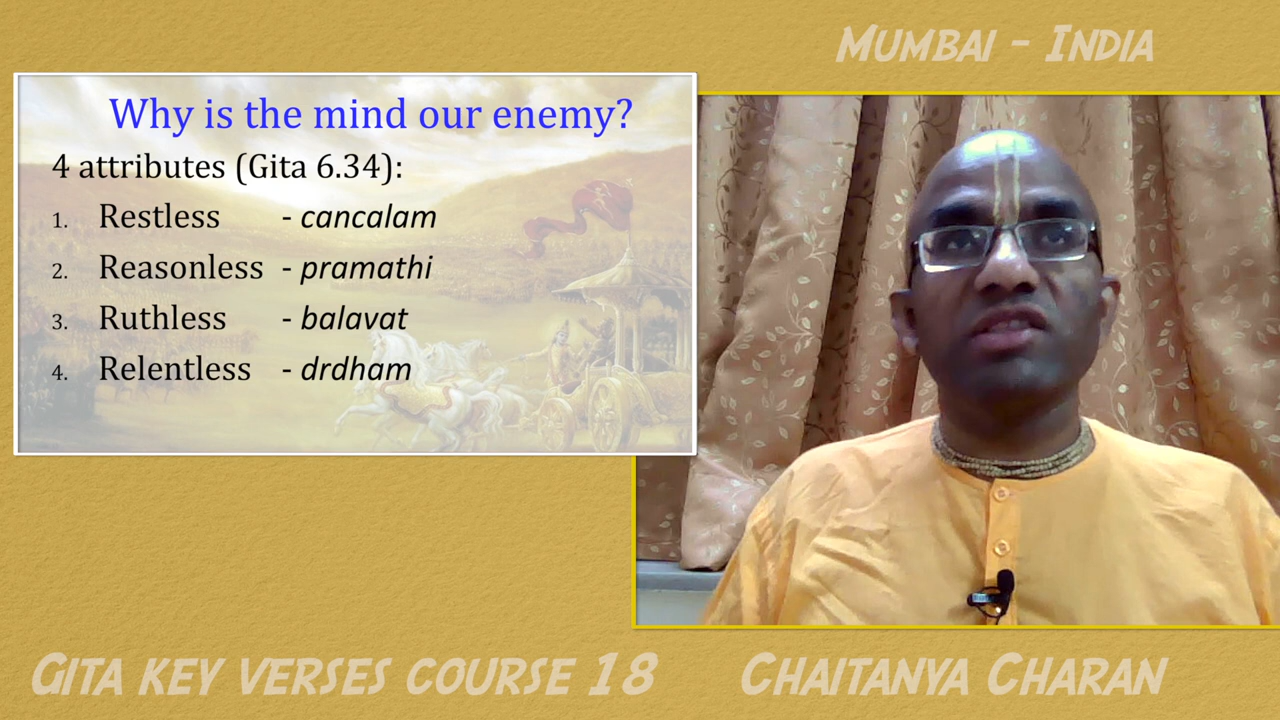 Mumbai - India
Why is the mind our enemy?
4 attributes (Gita 6.34):
1. Restless - cancalam
2. Reasonless - pramathi
3. Ruthless - balavat
4. Relentless - drdham
Gita key verses course 18
Chaitanya Charan